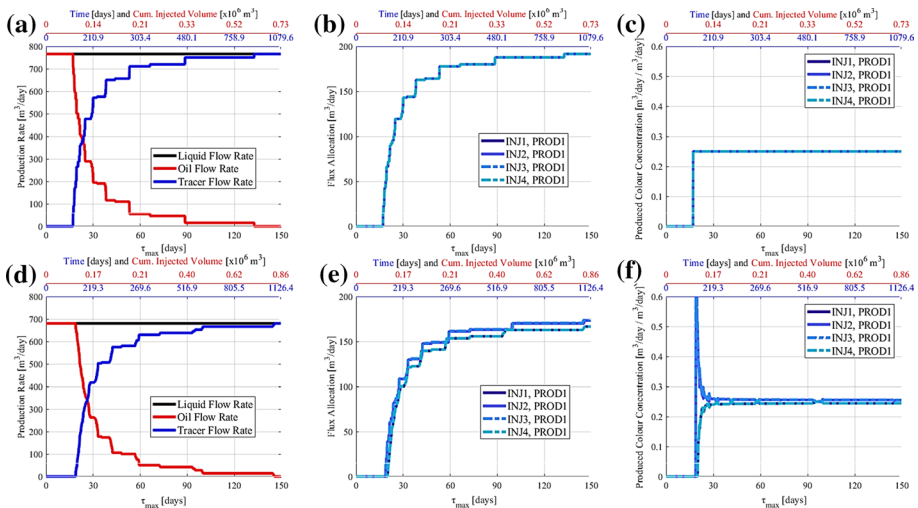 (a)
Time [days] and Cum. Injected Volume [x10⁶ m³]
0 0.14 0.21 0.33 0.52 0.73
0 210.9 303.4 480.1 758.9 1079.6
Production Rate [m³/day]
800
700
600
500
400
300
200
100
0
Liquid Flow Rate
Oil Flow Rate
Tracer Flow Rate
0 30 60 90 120 150
τmax [days]
(b)
Time [days] and Cum. Injected Volume [x10⁶ m³]
0 0.14 0.21 0.33 0.52 0.73
0 210.9 303.4 480.1 758.9 1079.6
Flux Allocation [m³/day]
200
150
100
50
0
INJ1, PROD1
INJ2, PROD1
INJ3, PROD1
INJ4, PROD1
0 30 60 90 120 150
τmax [days]
(c)
Time [days] and Cum. Injected Volume [x10⁶ m³]
0 0.14 0.21 0.33 0.52 0.73
0 210.9 303.4 480.1 758.9 1079.6
Produced Colour Concentration [m³/day / m³/day]
0.6
0.5
0.4
0.3
0.2
0.1
0
INJ1, PROD1
INJ2, PROD1
INJ3, PROD1
INJ4, PROD1
0 30 60 90 120 150
τmax [days]
(d)
Time [days] and Cum. Injected Volume [x10⁶ m³]
0 0.17 0.21 0.40 0.62 0.86
0 219.3 269.6 516.9 805.5 1126.4
Production Rate [m³/day]
800
700
600
500
400
300
200
100
0
Liquid Flow Rate
Oil Flow Rate
Tracer Flow Rate
0 30 60 90 120 150
τmax [days]
(e)
Time [days] and Cum. Injected Volume [x10⁶ m³]
0 0.17 0.21 0.40 0.62 0.86
0 219.3 269.6 516.9 805.5 1126.4
Flux Allocation [m³/day]
200
150
100
50
0
INJ1, PROD1
INJ2, PROD1
INJ3, PROD1
INJ4, PROD1
0 30 60 90 120 150
τmax [days]
(f)
Time [days] and Cum. Injected Volume [x10⁶ m³]
0 0.17 0.21 0.40 0.62 0.86
0 219.3 269.6 516.9 805.5 1126.4
Produced Colour Concentration [m³/day / m³/day]
0.6
0.5
0.4
0.3
0.2
0.1
0
INJ1, PROD1
INJ2, PROD1
INJ3, PROD1
INJ4, PROD1
0 30 60 90 120 150
τmax [days]